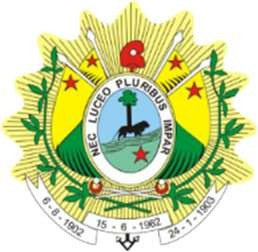 NEC LUCEO PLURIBUS IMPAR
6-8-1902
15-6-1962
24-1-1903